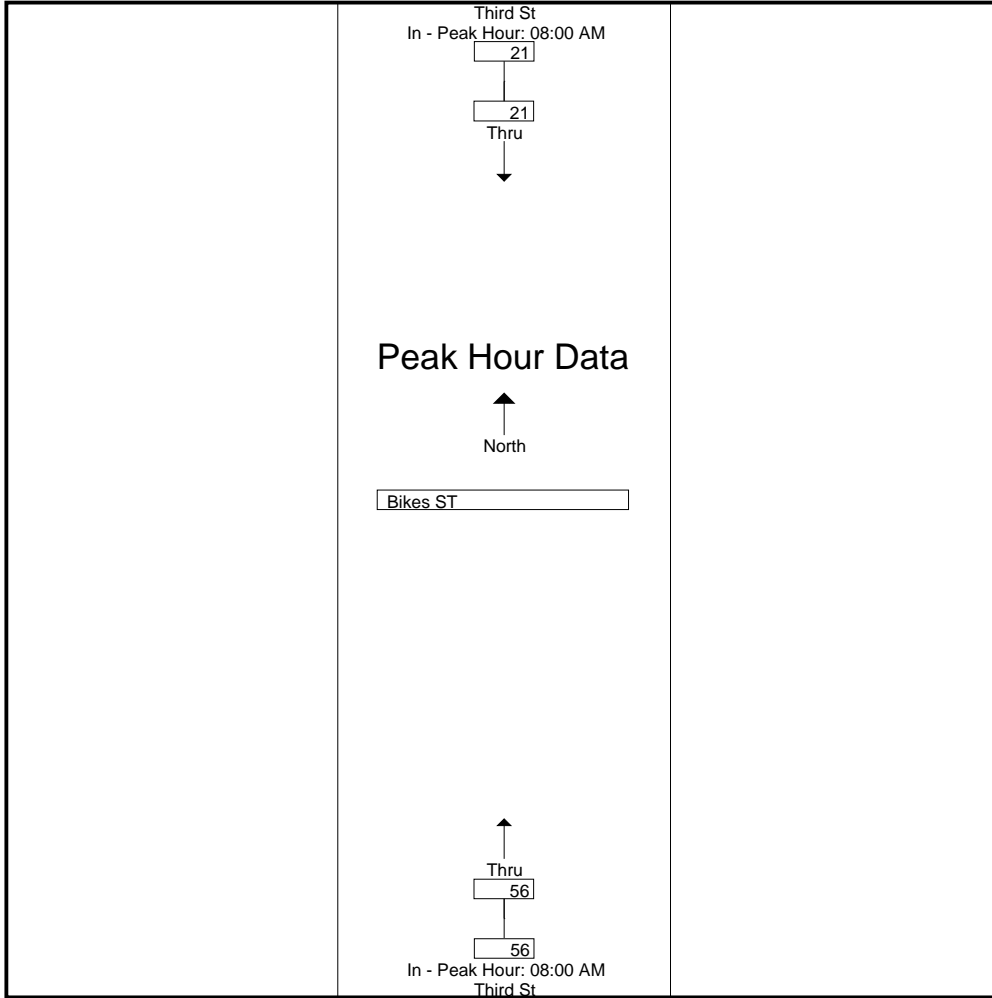 Third St
In - Peak Hour: 08:00 AM
21
21
Thru
Peak Hour Data
North
Bikes ST
Thru
56
56
In - Peak Hour: 08:00 AM
Third St